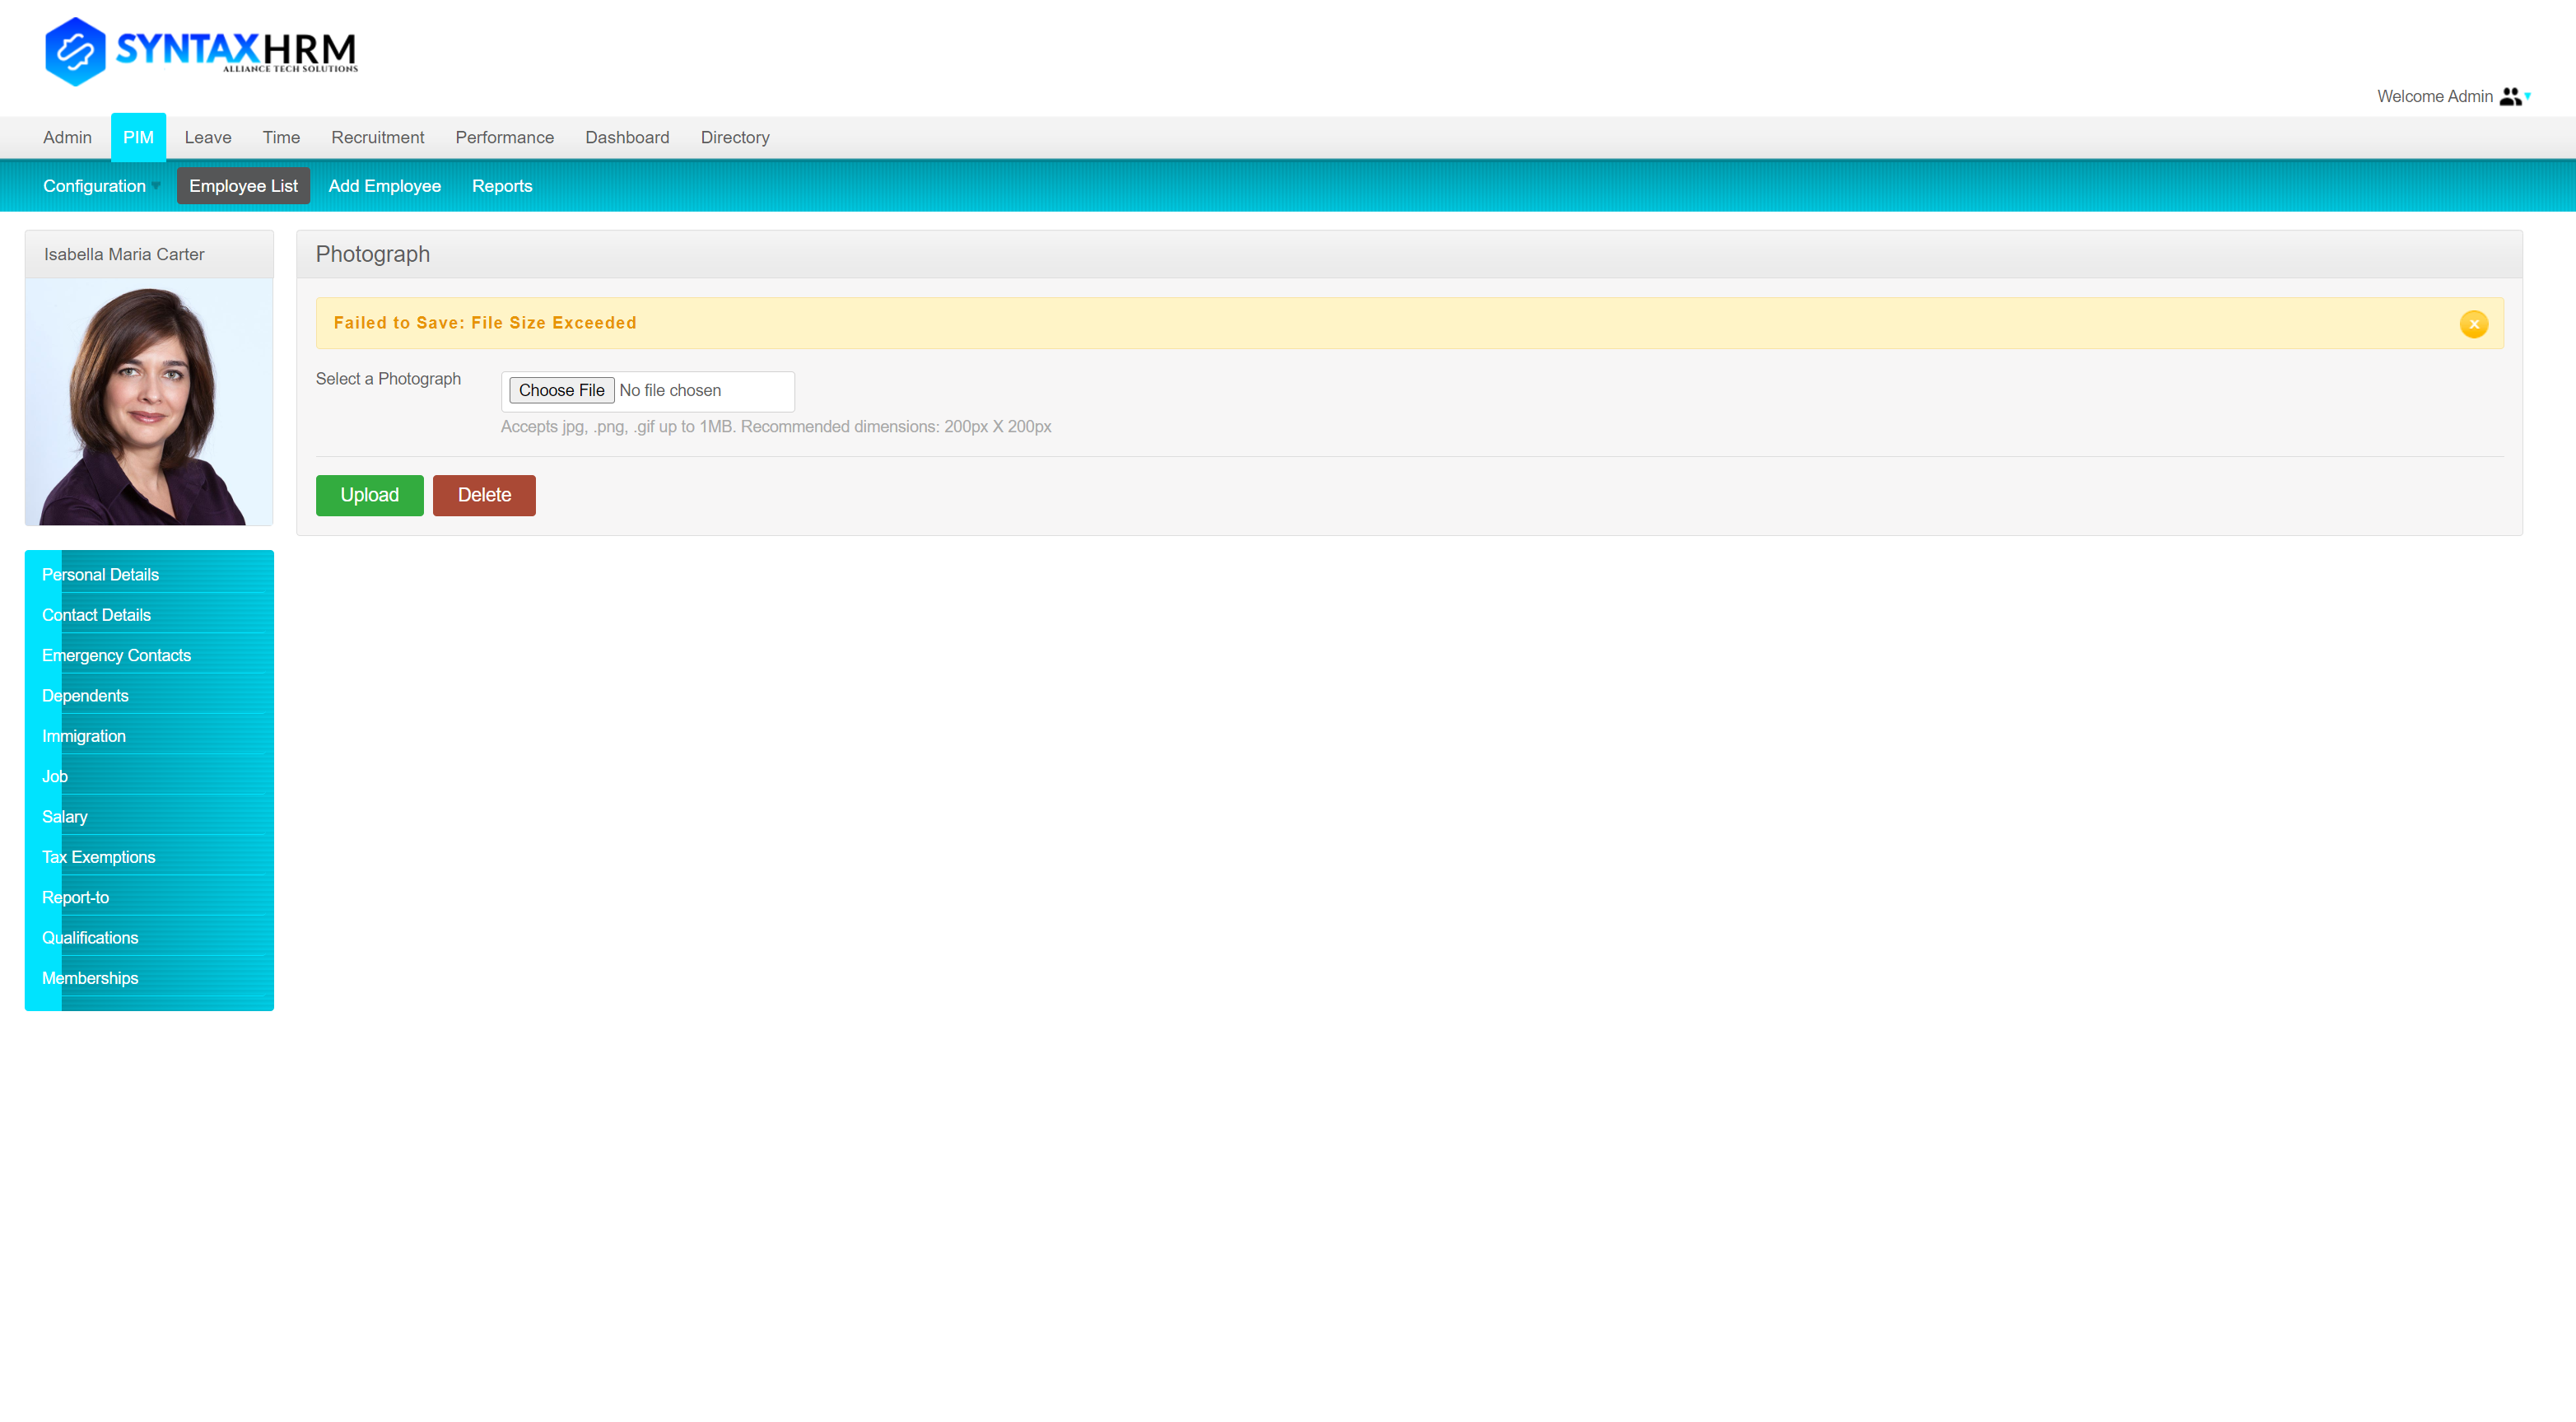 SYNTAXHRM
ALLIANCE TECH SOLUTIONS
Welcome Admin
Admin PIM Leave Time Recruitment Performance Dashboard Directory
Configuration Employee List Add Employee Reports
Isabella Maria Carter
Photograph
Failed to Save: File Size Exceeded
x
Select a Photograph
Choose File No file chosen
Accepts jpg, .png, .gif up to 1MB. Recommended dimensions: 200px X 200px
Upload Delete
Personal Details
Contact Details
Emergency Contacts
Dependents
Immigration
Job
Salary
Tax Exemptions
Report-to
Qualifications
Memberships